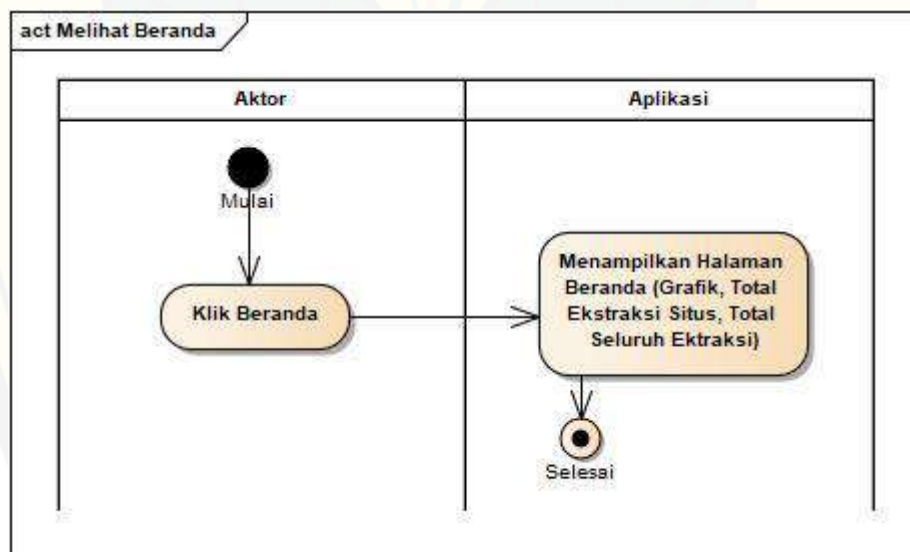 act Melihat Beranda
Aktor
Aplikasi
Mulai
Klik Beranda
Menampilkan Halaman
Beranda (Grafik, Total
Ekstraksi Situs, Total
Seluruh Ektraksi)
Selesai